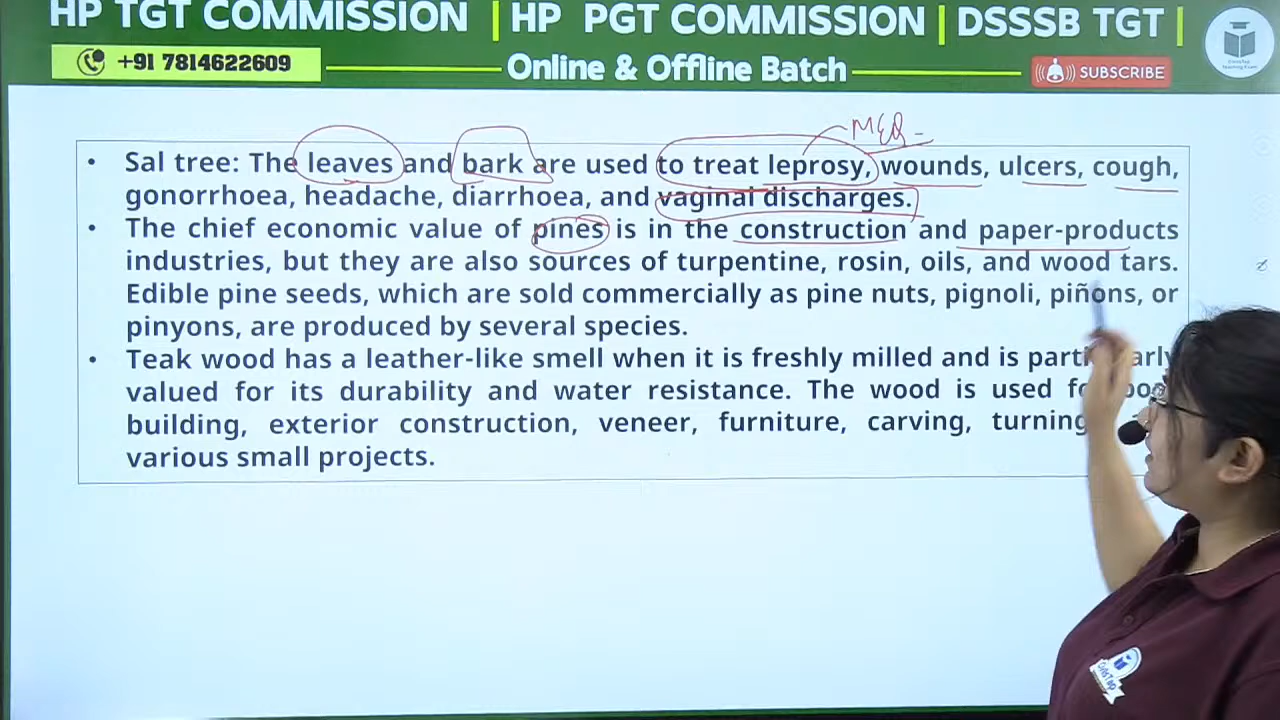 HP TGT COMMISSION | HP PGT COMMISSION | DSSSB TGT |
+91 7814622609
Online & Offline Batch
SUBSCRIBE
MCQ
• Sal tree: The leaves and bark are used to treat leprosy, wounds, ulcers, cough,
gonorrhoea, headache, diarrhoea, and vaginal discharges.
• The chief economic value of pines is in the construction and paper-products
industries, but they are also sources of turpentine, rosin, oils, and wood tars.
Edible pine seeds, which are sold commercially as pine nuts, pignoli, piñons, or
pinyons, are produced by several species.
• Teak wood has a leather-like smell when it is freshly milled and is
valued for its durability and water resistance. The wood is used
building, exterior construction, veneer, furniture, carving, turning
various small projects.
CivilsTap